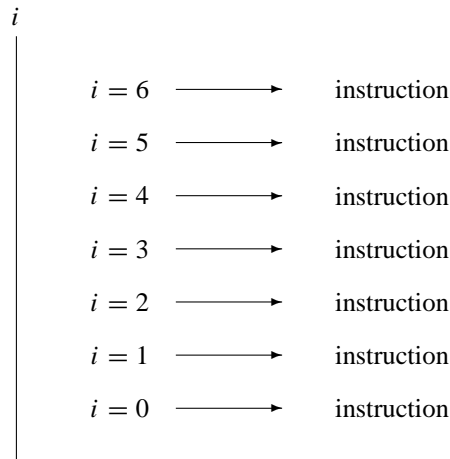 i
i = 6 instruction
i = 5 instruction
i = 4 instruction
i = 3 instruction
i = 2 instruction
i = 1 instruction
i = 0 instruction